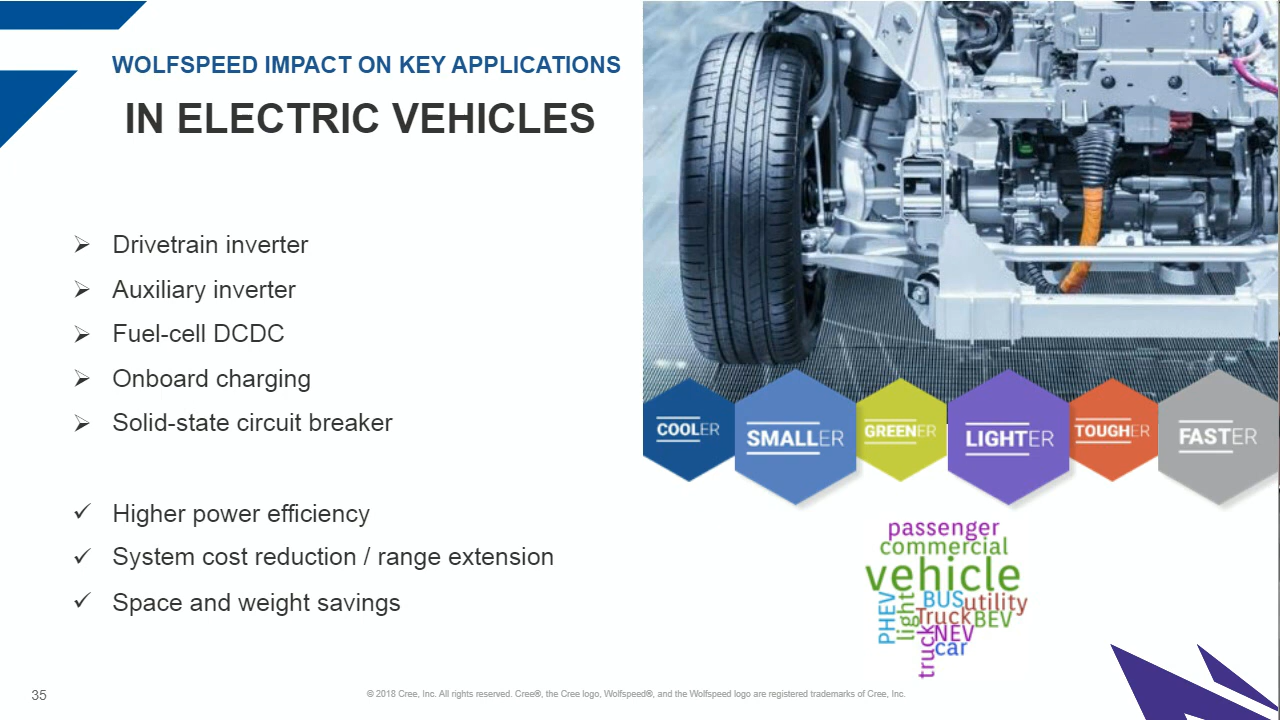 WOLFSPEED IMPACT ON KEY APPLICATIONS
IN ELECTRIC VEHICLES
Drivetrain inverter
Auxiliary inverter
Fuel-cell DCDC
Onboard charging
Solid-state circuit breaker
Higher power efficiency
System cost reduction / range extension
Space and weight savings
COOLER
SMALLER
GREENER
LIGHTER
TOUGHER
FASTER
passenger
commercial
vehicle
PHEV
light
BUS
utility
Truck
BEV
truck
NEV
car
35
© 2018 Cree, Inc. All rights reserved. Cree®, the Cree logo, Wolfspeed®, and the Wolfspeed logo are registered trademarks of Cree, Inc.